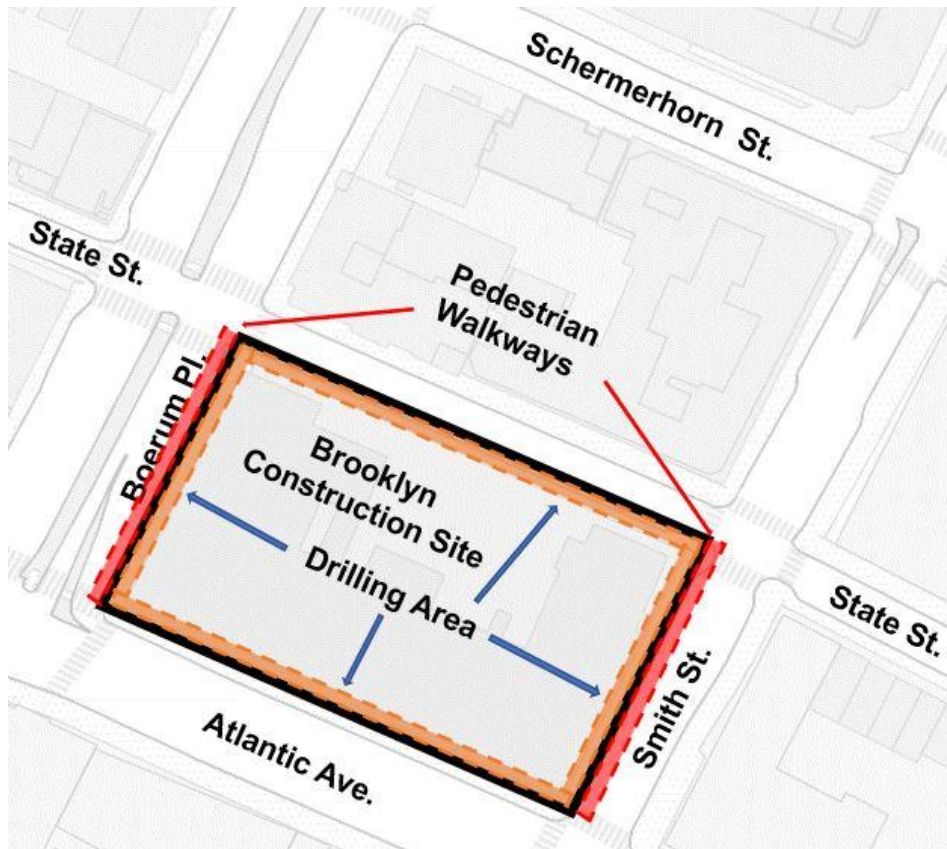 Schermerhorn St.
State St.
Pedestrian
Walkways
Boerum Pl.
Brooklyn
Construction Site
Drilling Area
State St.
Smith St.
Atlantic Ave.